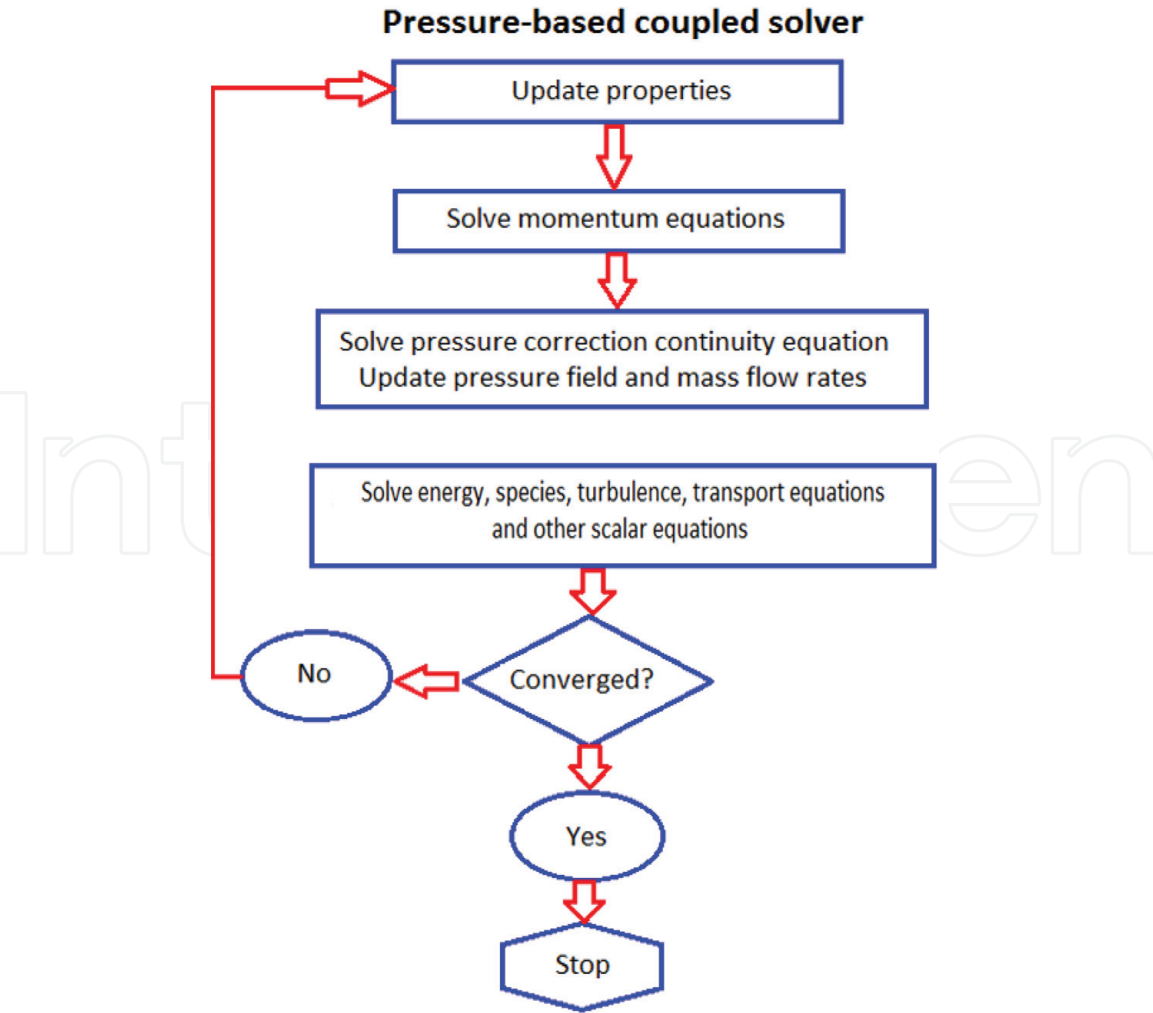 Pressure-based coupled solver
Update properties
Solve momentum equations
Solve pressure correction continuity equation
Update pressure field and mass flow rates
Solve energy, species, turbulence, transport equations
and other scalar equations
No
Converged?
Yes
Stop